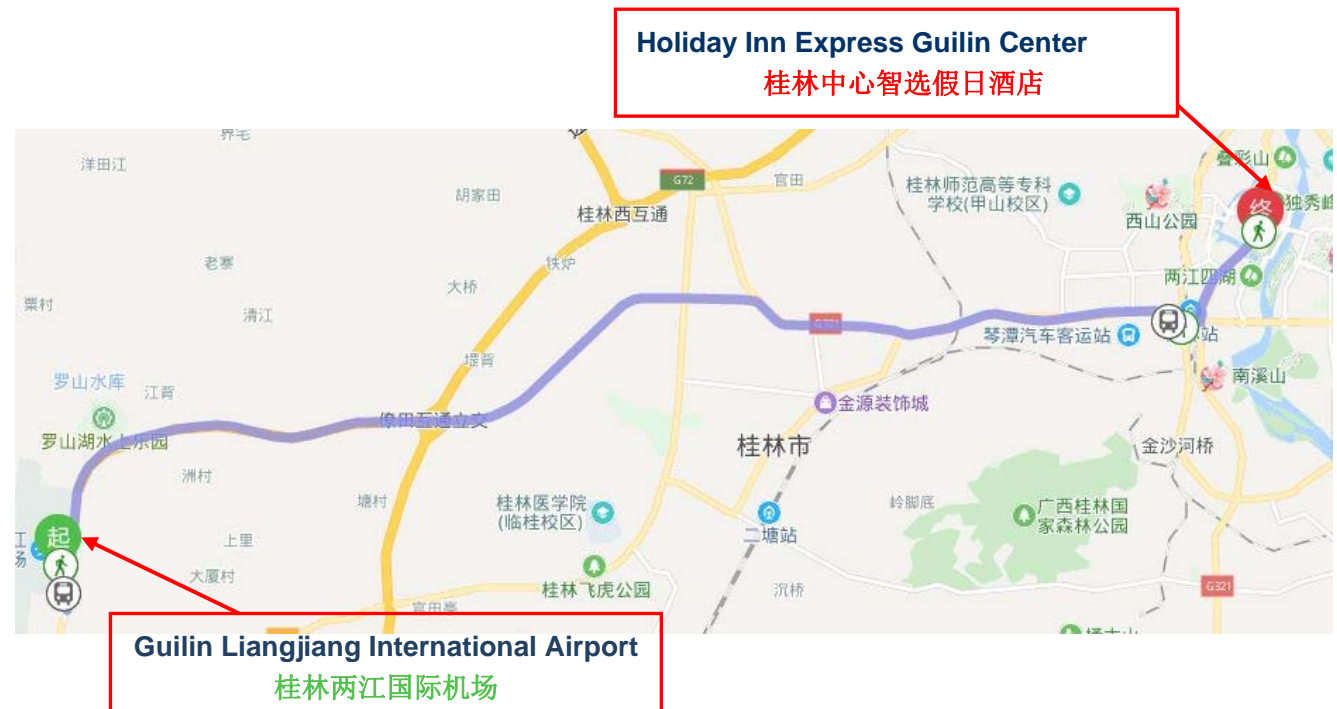 Holiday Inn Express Guilin Center
桂林中心智选假日酒店
界宅
洋田江
叠彩山
G72
官田
桂林师范高等专科
学校(甲山校区)
胡家田
桂林西互通
西山公园
终
独秀峰
老寨
铁炉
大桥
两江四湖
粟村
清江
G321
琴潭汽车客运站
站
堽背
罗山水库
江背
南溪山
金源装饰城
僚田互通立交
罗山湖水上乐园
桂林市
金沙河桥
洲村
塘村
桂林医学院
(临桂校区)
岭脚底
广西桂林国
家森林公园
起
江
场
上里
二塘站
大厦村
桂林飞虎公园
沉桥
G321
官田亭
Guilin Liangjiang International Airport
桂林两江国际机场